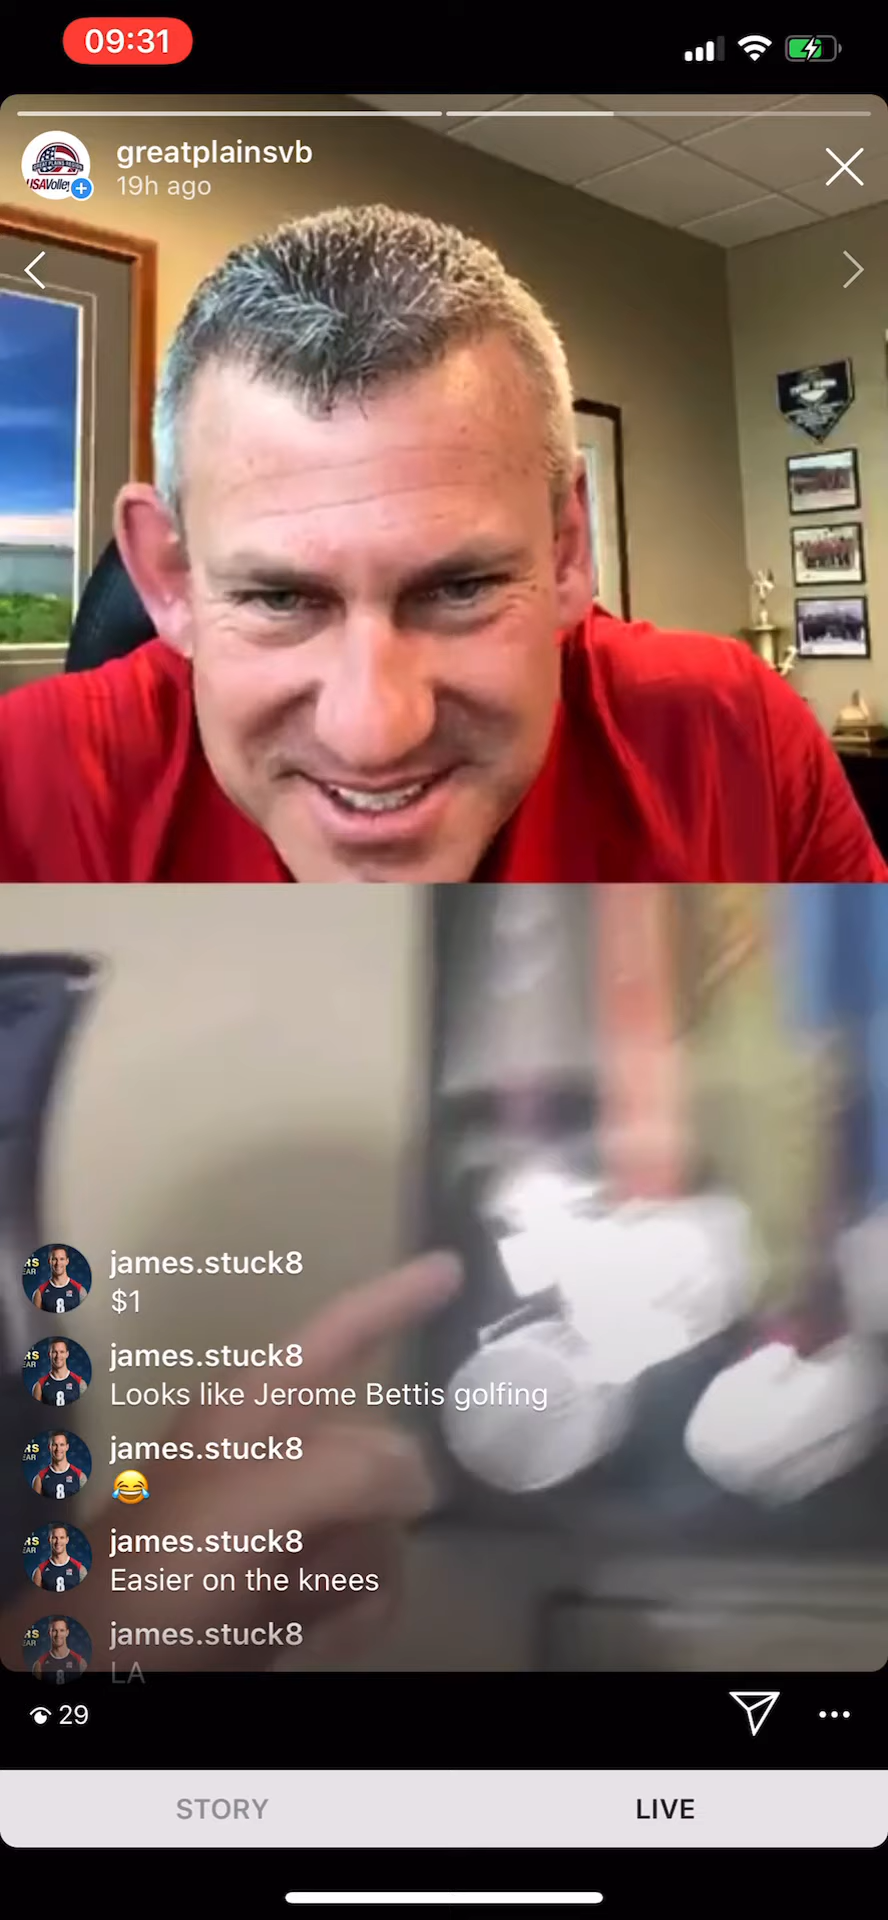 09:31
greatplainsvb
19h ago
james.stuck8
$1
james.stuck8
Looks like Jerome Bettis golfing
james.stuck8
😂
james.stuck8
Easier on the knees
james.stuck8
LA
29
STORY
LIVE